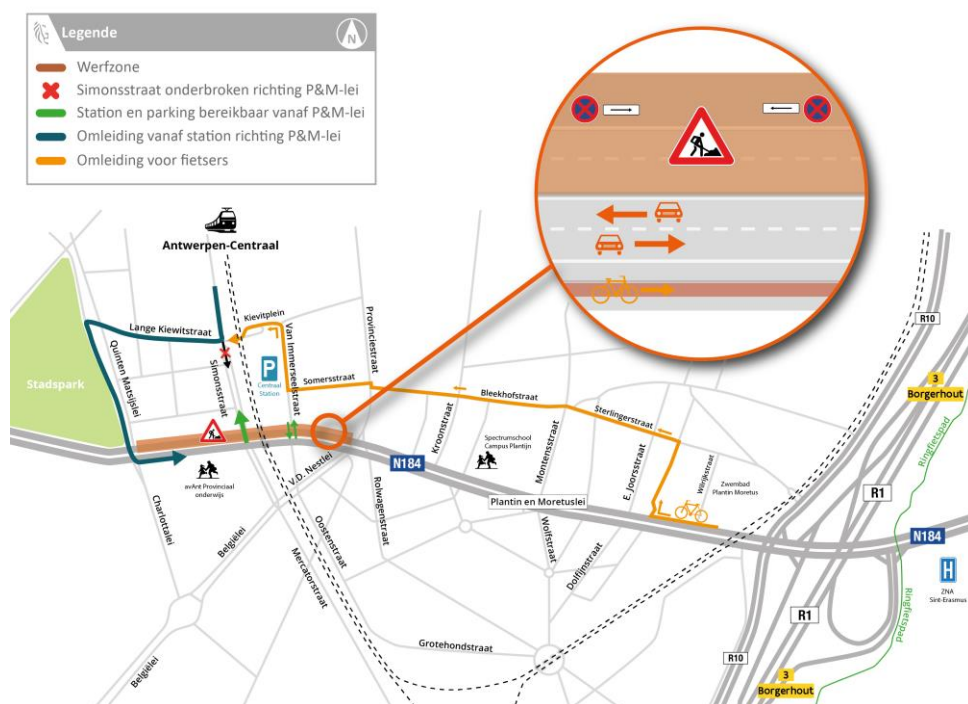 Legende
N
Werfzone
Simonsstraat onderbroken richting P&M-lei
Station en parking bereikbaar vanaf P&M-lei
Omleiding vanaf station richting P&M-lei
Omleiding voor fietsers
Antwerpen-Centraal
Kievitplein
Lange Kiewitstraat
Provinciestraat
Van Immerseelstraat
R10
Stadspark
Quinten Matsijslei
Simonsstraat
P
Centraal
Station
Somersstraat
Bleekhofstraat
Sterlingerstraat
3
Borgerhout
Ringfietspad
Kroonstraat
Spectrumschool
Campus Plantijn
Montensstraat
E. Joorsstraat
Wilrijkstraat
Zwembad
Plantin Moretus
avAnt Provinciaal
onderwijs
V.D. Nestlei
N184
Plantin en Moretuslei
R1
N184
Charlottalei
Belgiëlei
Oostenstraat
Rolwagenstraat
Wolfstraat
Dolfijnstraat
H
ZNA
Sint-Erasmus
Mercatorstraat
Ringfietspad
R1
Grotehondstraat
R10
Belgiëlei
3
Borgerhout